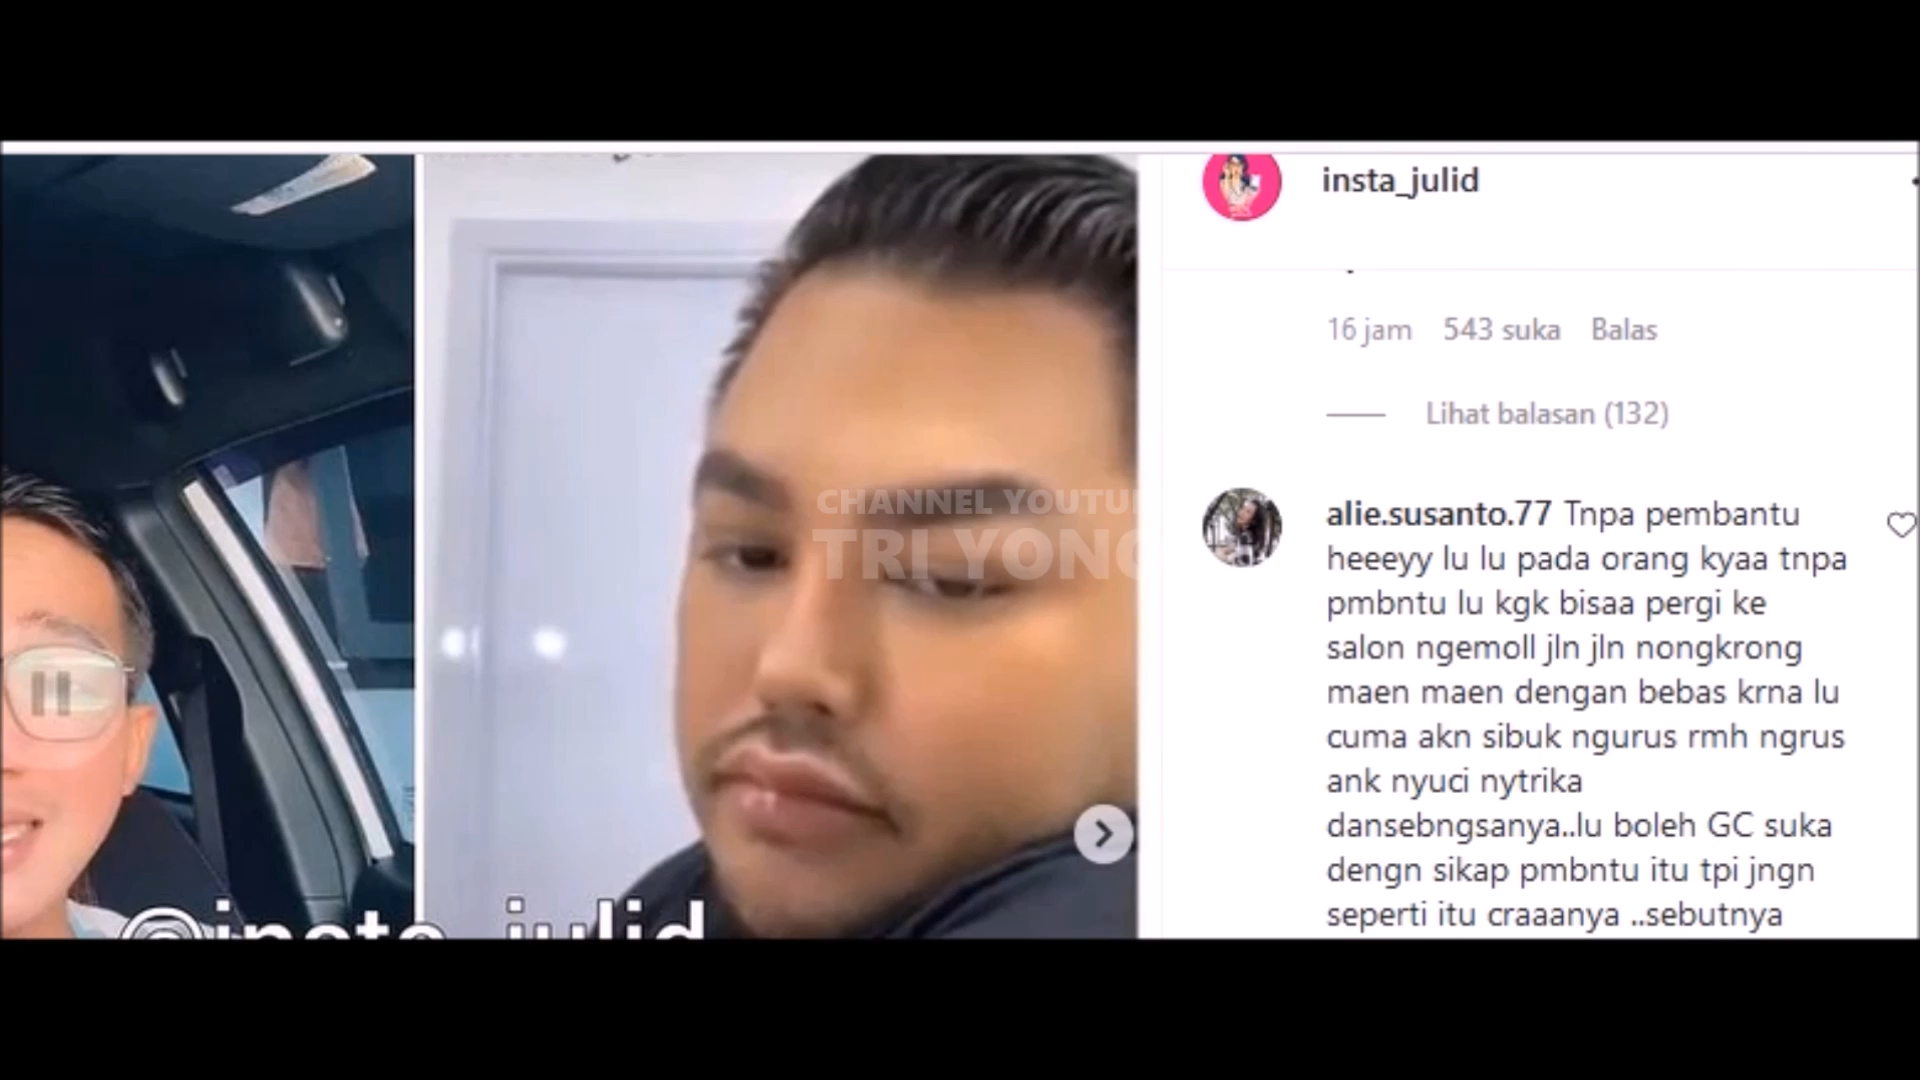 insta_julid
16 jam 543 suka Balas
Lihat balasan (132)
alie.susanto.77 Tnpa pembantu
heeeyy lu lu pada orang kyaa tnpa
pmbntu lu kgk bisaa pergi ke
salon ngemoll jln jln nongkrong
maen maen dengan bebas krna lu
cuma akn sibuk ngurus rmh ngrus
ank nyuci nytrika
dansebngsanya..lu boleh GC suka
dengn sikap pmbntu itu tpi jngn
seperti itu craaanya ..sebutnya
CHANNEL YOUTU
TRI YONG
@insta_julid